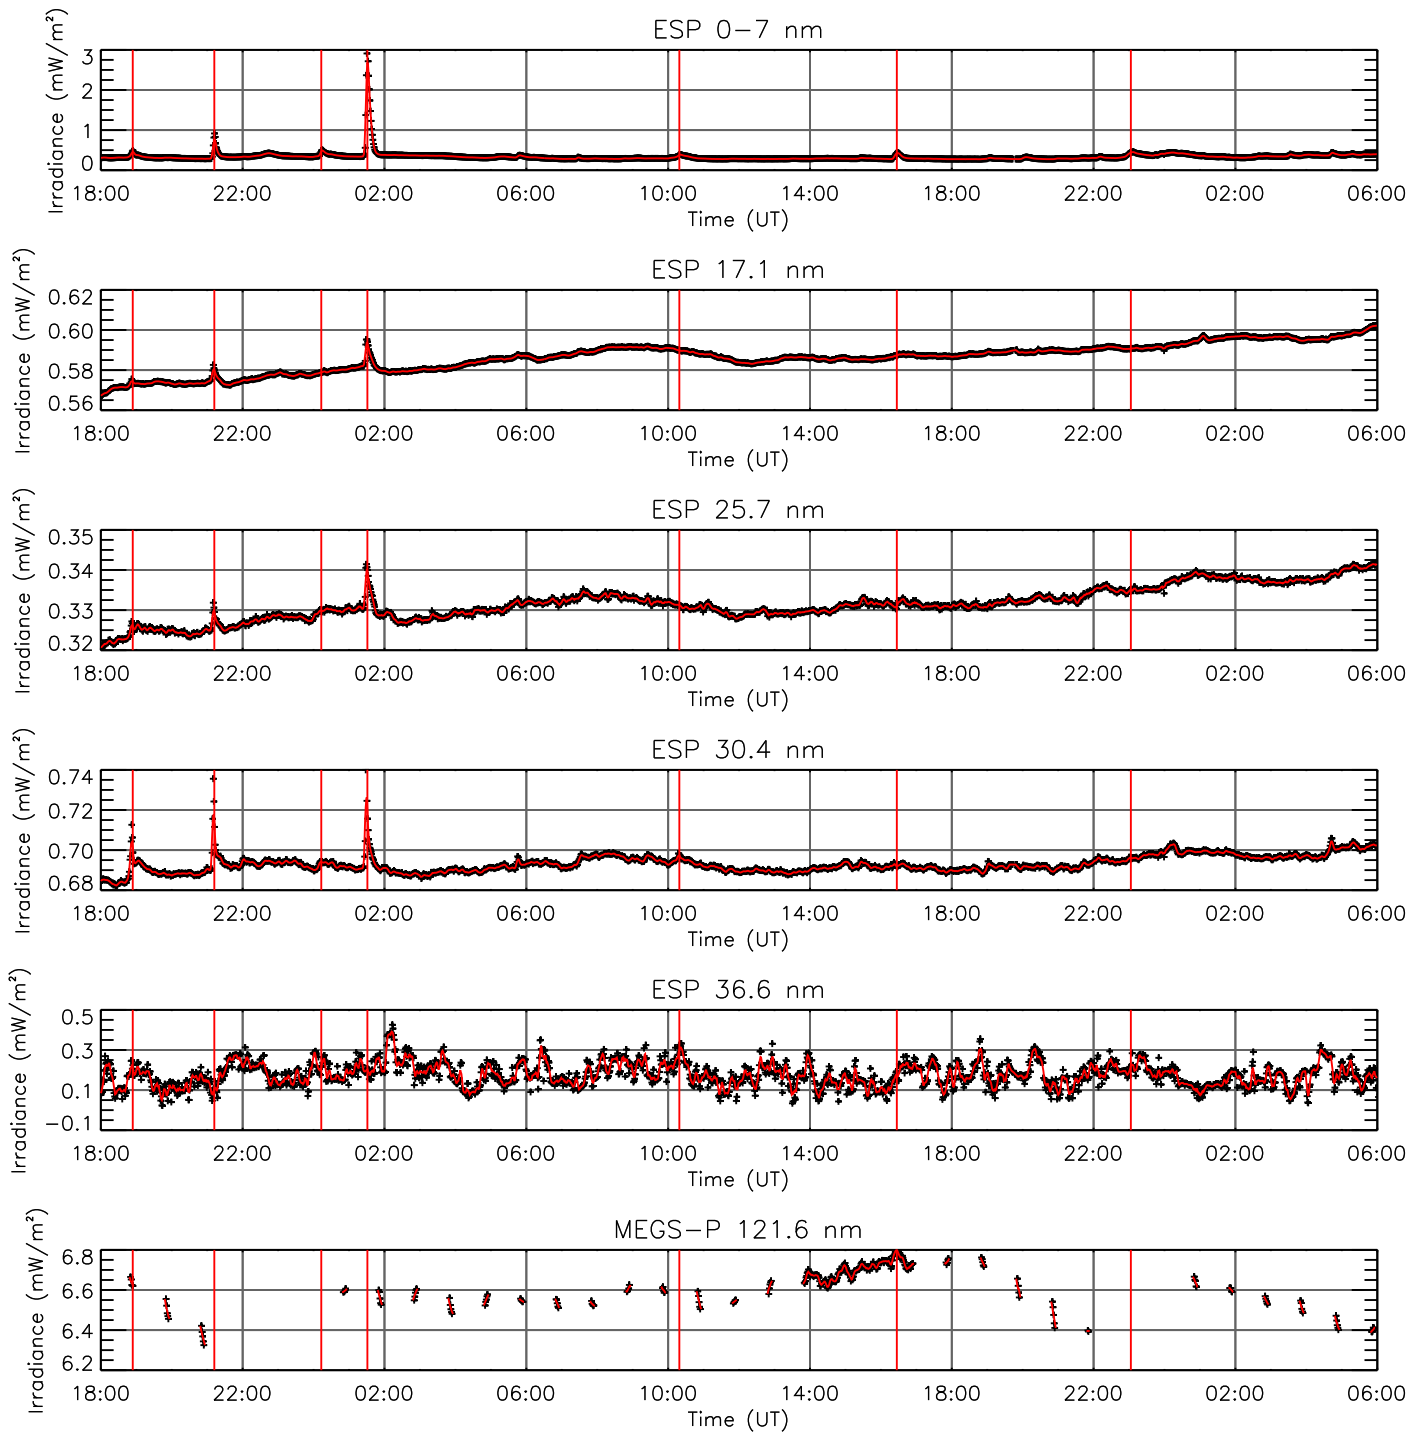 ESP 0−7 nm
Irradiance (mW/m²)
3
2
1
0
18:00 22:00 02:00 06:00 10:00 14:00 18:00 22:00 02:00 06:00
Time (UT)
ESP 17.1 nm
Irradiance (mW/m²)
0.62
0.60
0.58
0.56
18:00 22:00 02:00 06:00 10:00 14:00 18:00 22:00 02:00 06:00
Time (UT)
ESP 25.7 nm
Irradiance (mW/m²)
0.35
0.34
0.33
0.32
18:00 22:00 02:00 06:00 10:00 14:00 18:00 22:00 02:00 06:00
Time (UT)
ESP 30.4 nm
Irradiance (mW/m²)
0.74
0.72
0.70
0.68
18:00 22:00 02:00 06:00 10:00 14:00 18:00 22:00 02:00 06:00
Time (UT)
ESP 36.6 nm
Irradiance (mW/m²)
0.5
0.3
0.1
−0.1
18:00 22:00 02:00 06:00 10:00 14:00 18:00 22:00 02:00 06:00
Time (UT)
MEGS−P 121.6 nm
Irradiance (mW/m²)
6.8
6.6
6.4
6.2
18:00 22:00 02:00 06:00 10:00 14:00 18:00 22:00 02:00 06:00
Time (UT)